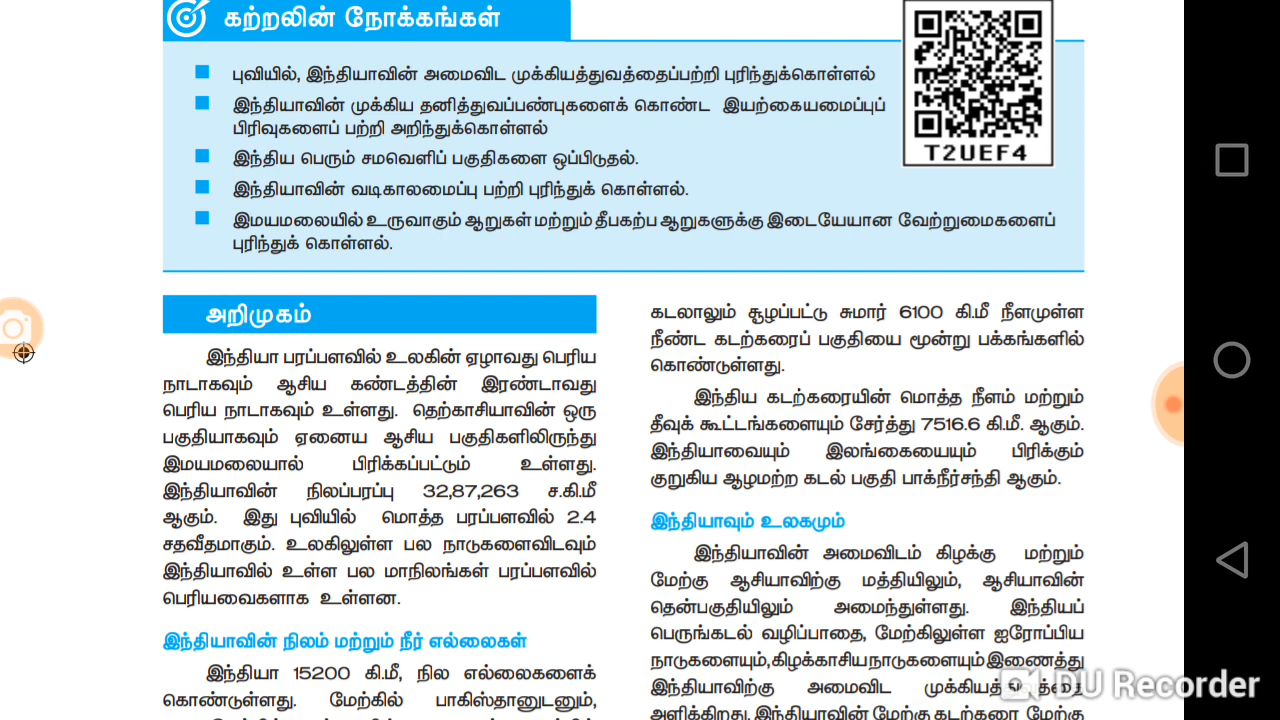 கற்றலின் நோக்கங்கள்
புவியில், இந்தியாவின் அமைவிட முக்கியத்துவத்தைப்பற்றி புரிந்துக்கொள்ளல்
இந்தியாவின் முக்கிய தனித்துவப்பண்புகளைக் கொண்ட இயற்கையமைப்புப்
பிரிவுகளைப் பற்றி அறிந்துக்கொள்ளல்
இந்திய பெரும் சமவெளிப் பகுதிகளை ஒப்பிடுதல்.
இந்தியாவின் வடிகாலமைப்பு பற்றி புரிந்துக் கொள்ளல்.
இமயமலையில் உருவாகும் ஆறுகள் மற்றும் தீபகற்ப ஆறுகளுக்கு இடையேயான வேற்றுமைகளைப்
புரிந்துக் கொள்ளல்.
T2UEF4
அறிமுகம்
இந்தியா பரப்பளவில் உலகின் ஏழாவது பெரிய
நாடாகவும் ஆசிய கண்டத்தின் இரண்டாவது
பெரிய நாடாகவும் உள்ளது. தெற்காசியாவின் ஒரு
பகுதியாகவும் ஏனைய ஆசிய பகுதிகளிலிருந்து
இமயமலையால் பிரிக்கப்பட்டும் உள்ளது.
இந்தியாவின் நிலப்பரப்பு 32,87,263 ச.கி.மீ
ஆகும். இது புவியில் மொத்த பரப்பளவில் 2.4
சதவீதமாகும். உலகிலுள்ள பல நாடுகளைவிடவும்
இந்தியாவில் உள்ள பல மாநிலங்கள் பரப்பளவில்
பெரியவைகளாக உள்ளன.
இந்தியாவின் நிலம் மற்றும் நீர் எல்லைகள்
இந்தியா 15200 கி.மீ, நில எல்லைகளைக்
கொண்டுள்ளது. மேற்கில் பாகிஸ்தானுடனும்,
கடலாலும் சூழப்பட்டு சுமார் 6100 கி.மீ நீளமுள்ள
நீண்ட கடற்கரைப் பகுதியை மூன்று பக்கங்களில்
கொண்டுள்ளது.
இந்திய கடற்கரையின் மொத்த நீளம் மற்றும்
தீவுக் கூட்டங்களையும் சேர்த்து 7516.6 கி.மீ. ஆகும்.
இந்தியாவையும் இலங்கையையும் பிரிக்கும்
குறுகிய ஆழமற்ற கடல் பகுதி பாக்நீர்சந்தி ஆகும்.
இந்தியாவும் உலகமும்
இந்தியாவின் அமைவிடம் கிழக்கு மற்றும்
மேற்கு ஆசியாவிற்கு மத்தியிலும், ஆசியாவின்
தென்பகுதியிலும் அமைந்துள்ளது. இந்தியப்
பெருங்கடல் வழிப்பாதை, மேற்கிலுள்ள ஐரோப்பிய
நாடுகளையும்,கிழக்காசிய நாடுகளையும் இணைத்து
இந்தியாவிற்கு அமைவிட முக்கியத்துவத்தை
அளிக்கிறது. இந்தியாவின் மேற்கு கடற்கரை மேற்கு
DU Recorder